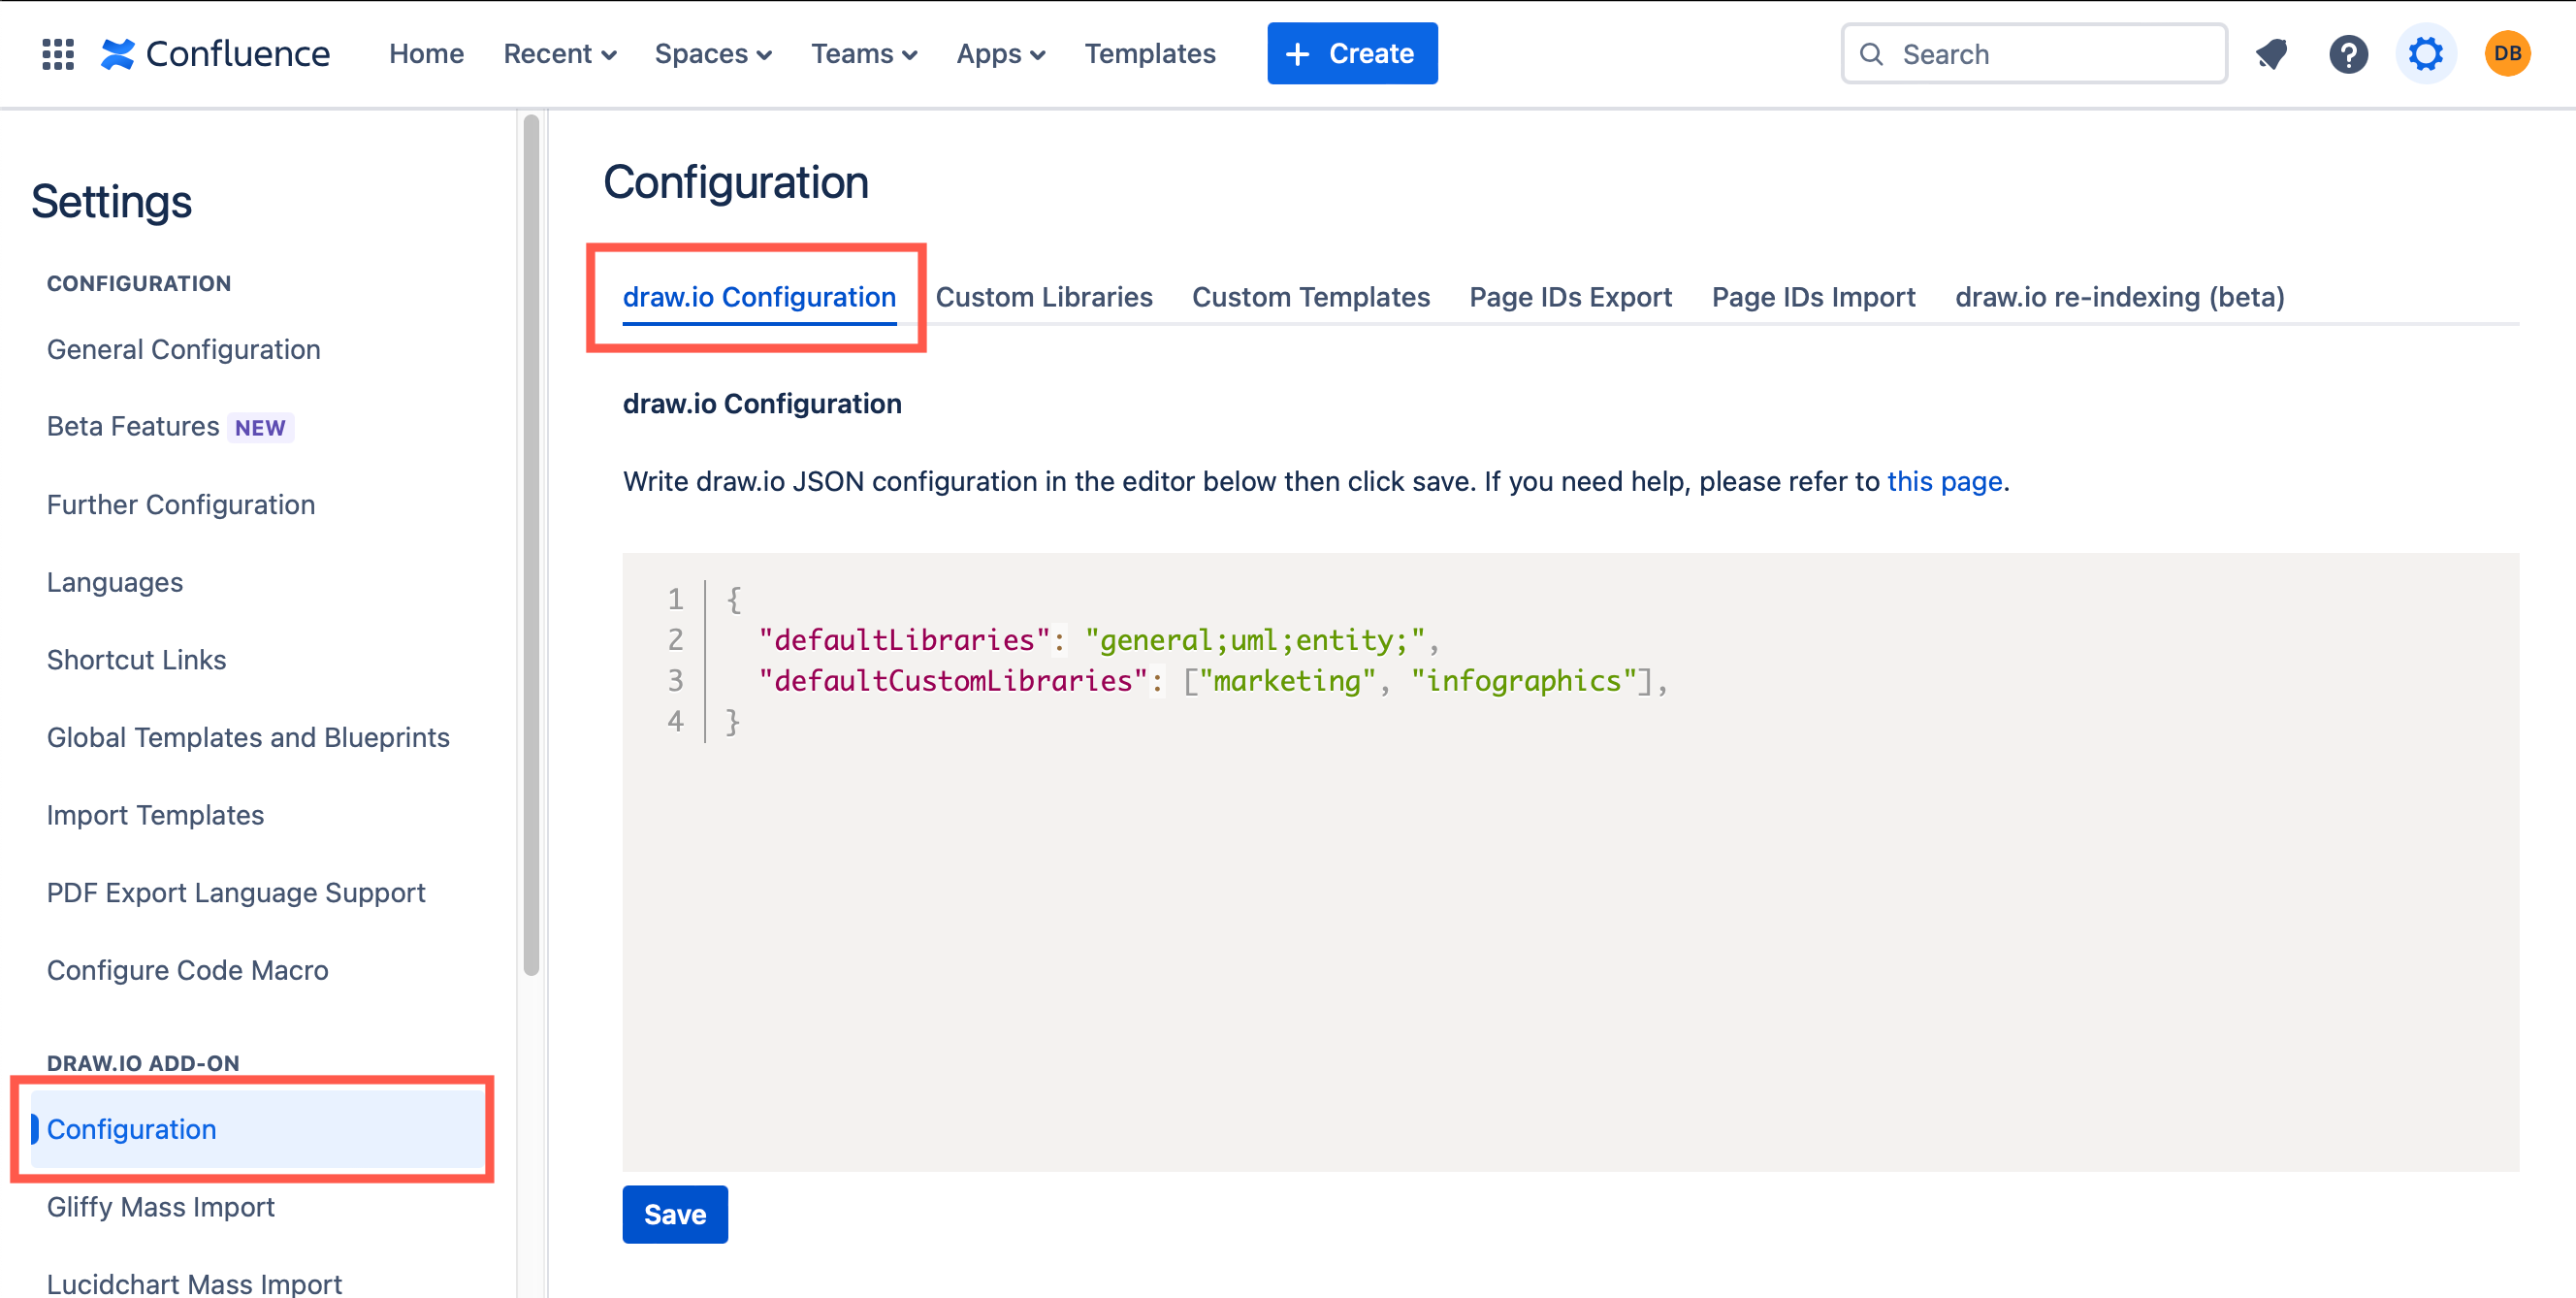 Confluence Home Recent Spaces Teams Apps Templates + Create Search ? DB
Settings
CONFIGURATION
General Configuration
Beta Features NEW
Further Configuration
Languages
Shortcut Links
Global Templates and Blueprints
Import Templates
PDF Export Language Support
Configure Code Macro
DRAW.IO ADD-ON
Configuration
Gliffy Mass Import
Lucidchart Mass Import
Configuration
draw.io Configuration Custom Libraries Custom Templates Page IDs Export Page IDs Import draw.io re-indexing (beta)
draw.io Configuration
Write draw.io JSON configuration in the editor below then click save. If you need help, please refer to this page.
1 {
2 "defaultLibraries": "general;uml;entity;",
3 "defaultCustomLibraries": ["marketing", "infographics"],
4 }
Save